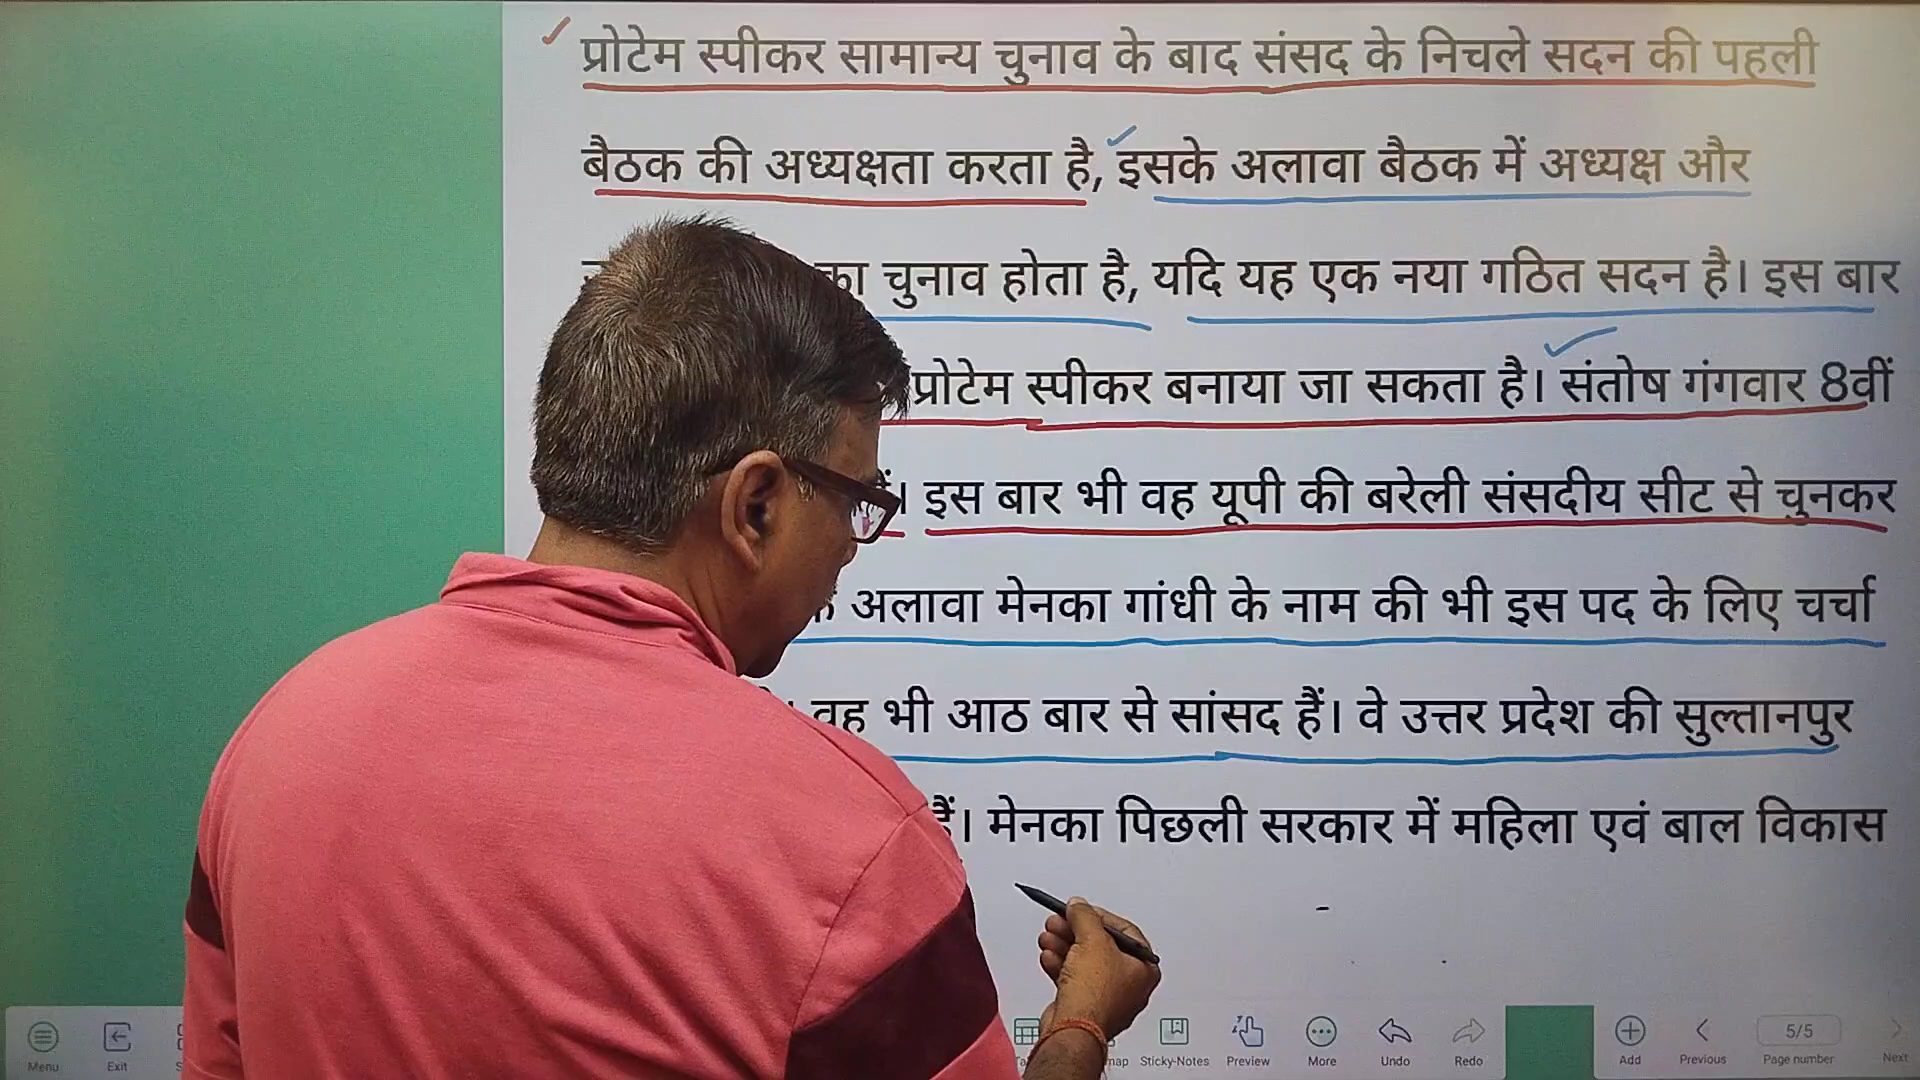 प्रोटेम स्पीकर सामान्य चुनाव के बाद संसद के निचले सदन की पहली
बैठक की अध्यक्षता करता है, इसके अलावा बैठक में अध्यक्ष और
का चुनाव होता है, यदि यह एक नया गठित सदन है। इस बार
प्रोटेम स्पीकर बनाया जा सकता है। संतोष गंगवार 8वीं
इस बार भी वह यूपी की बरेली संसदीय सीट से चुनकर
अलावा मेनका गांधी के नाम की भी इस पद के लिए चर्चा
वह भी आठ बार से सांसद हैं। वे उत्तर प्रदेश की सुल्तानपुर
हैं। मेनका पिछली सरकार में महिला एवं बाल विकास
Menu Exit Sticky-Notes Preview More Undo Redo Add Previous 5/5 Page number Next